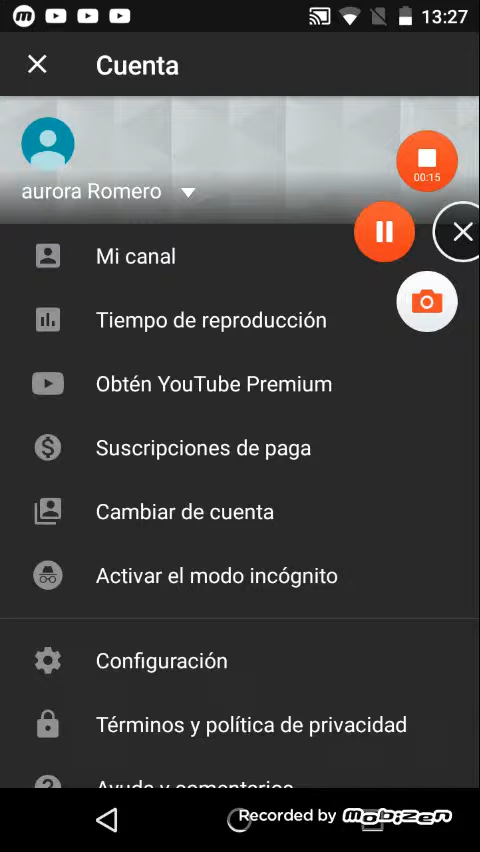 13:27
Cuenta
aurora Romero
00:15
Mi canal
Tiempo de reproducción
Obtén YouTube Premium
Suscripciones de paga
Cambiar de cuenta
Activar el modo incógnito
Configuración
Términos y política de privacidad
Ayuda y comentarios
Recorded by mobizen